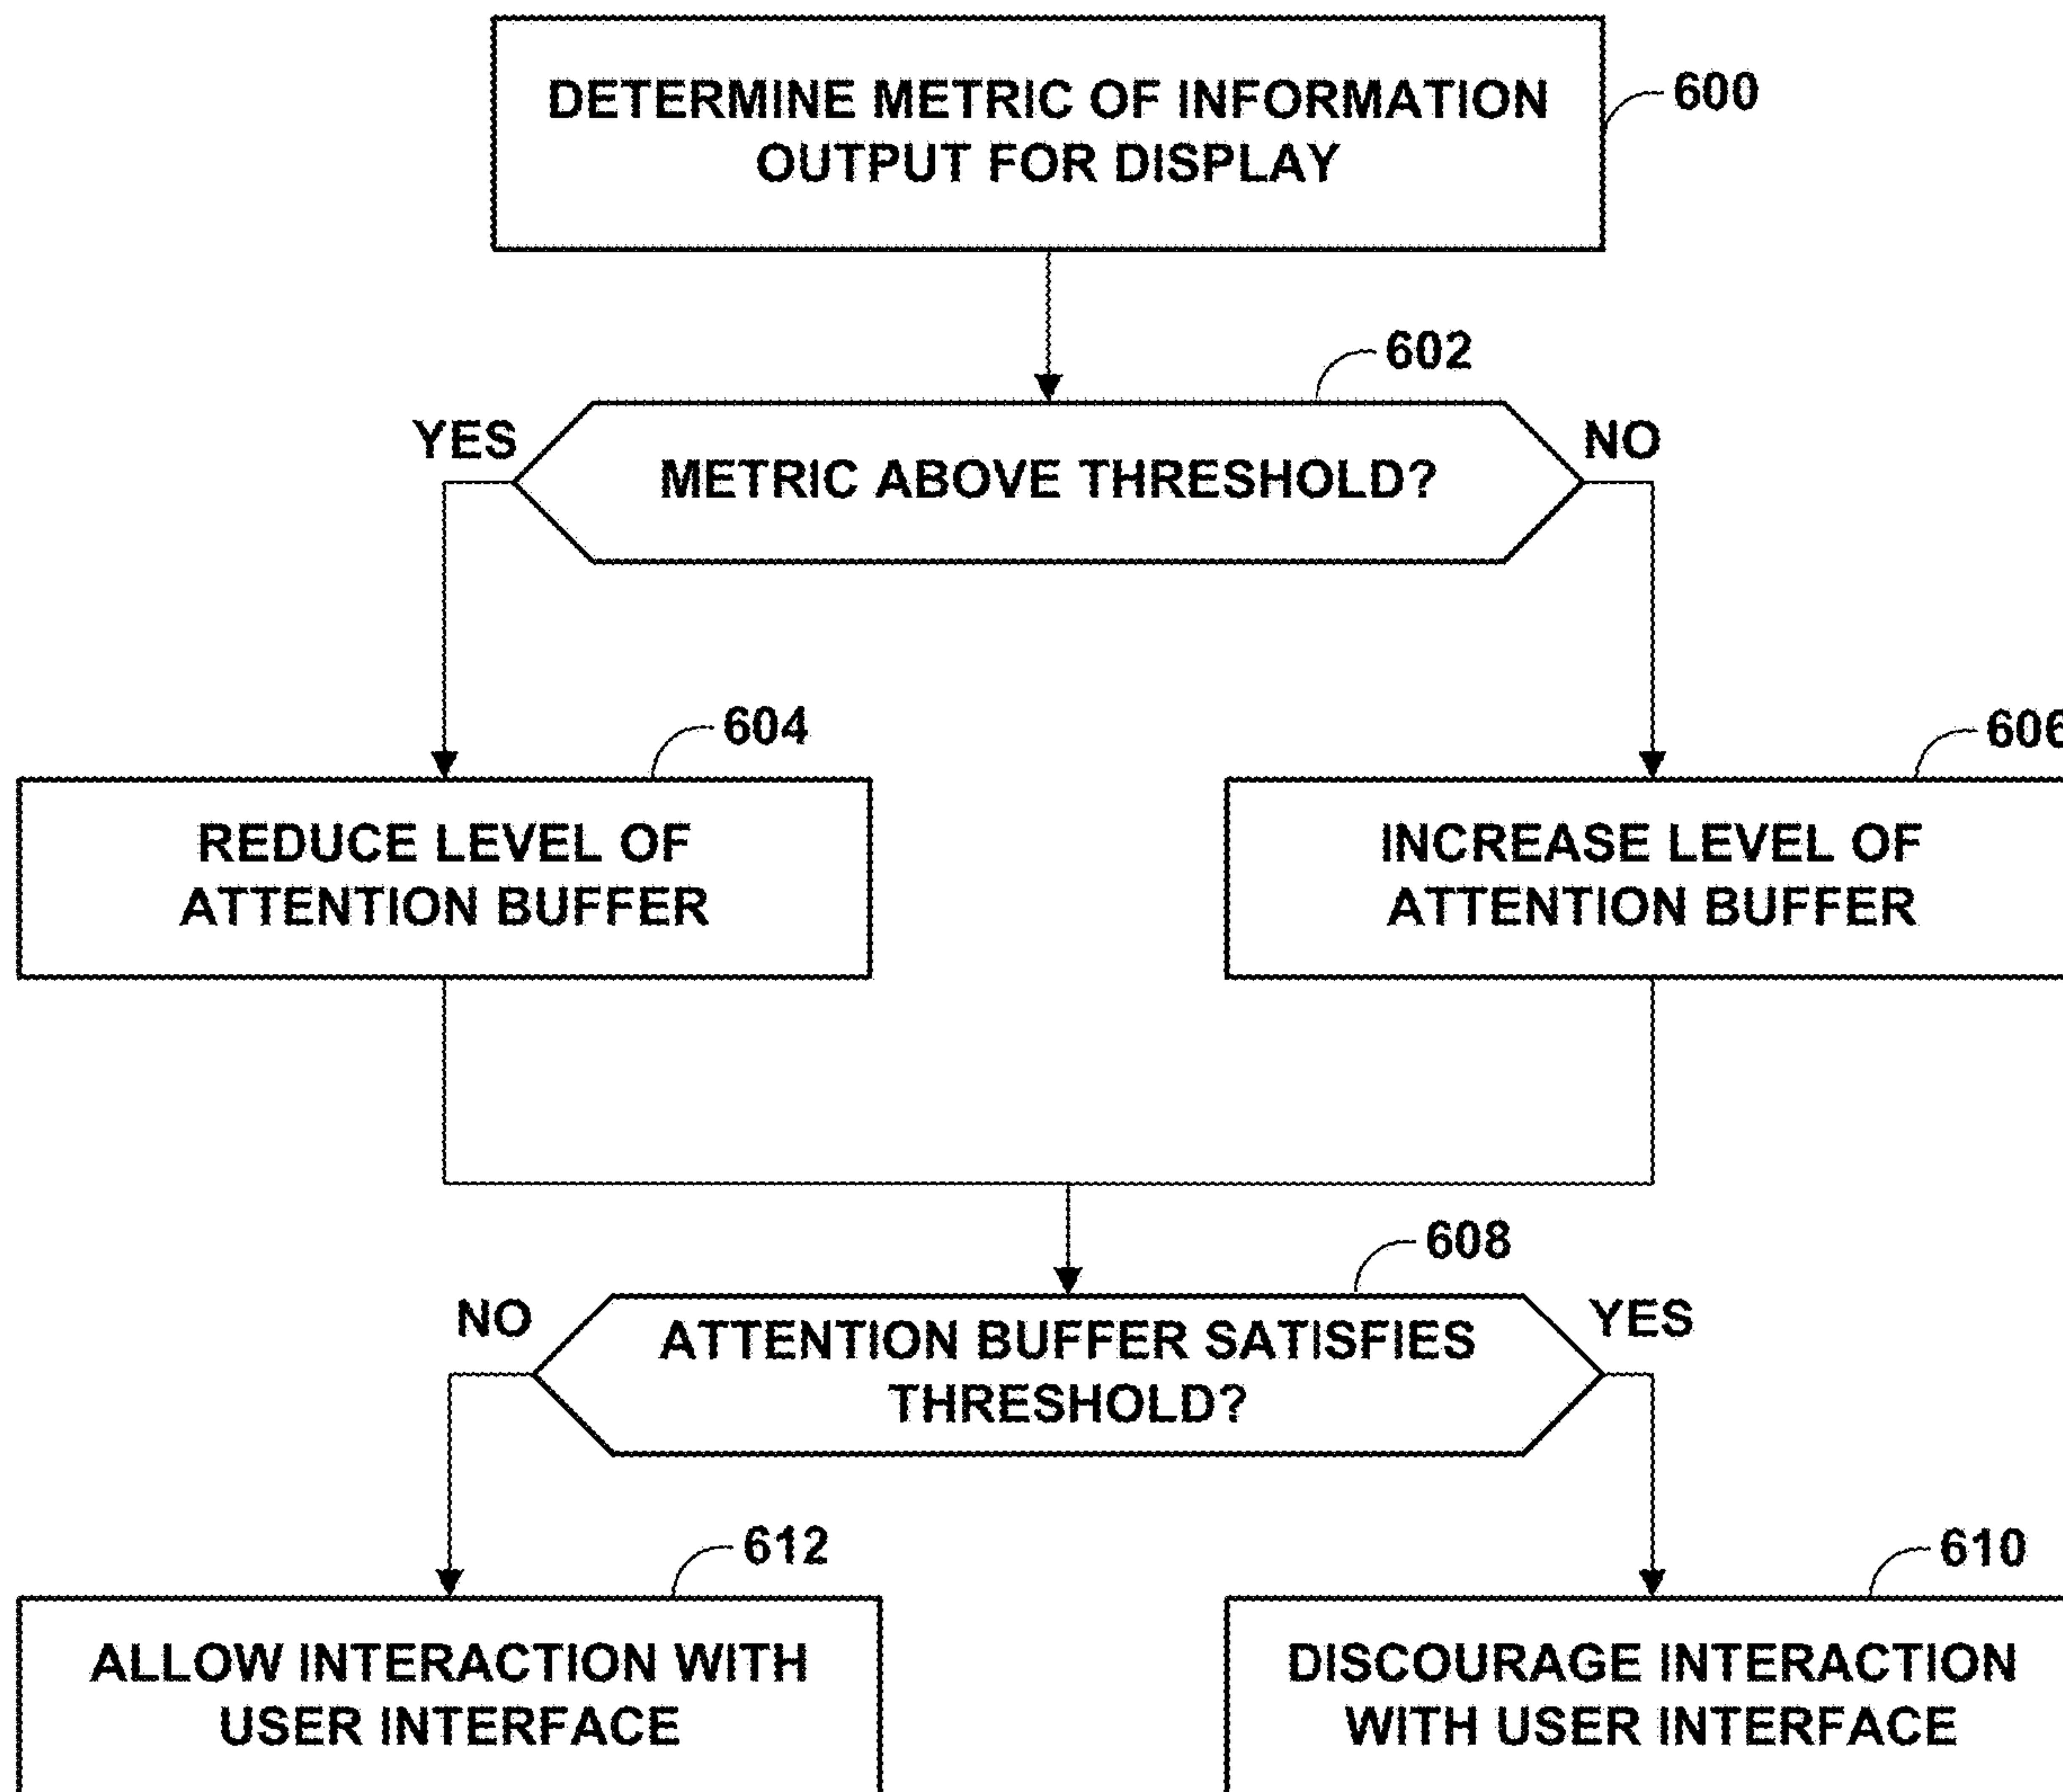 DETERMINE METRIC OF INFORMATION
OUTPUT FOR DISPLAY
600
602
YES
NO
METRIC ABOVE THRESHOLD?
604
606
REDUCE LEVEL OF
ATTENTION BUFFER
INCREASE LEVEL OF
ATTENTION BUFFER
608
NO
YES
ATTENTION BUFFER SATISFIES
THRESHOLD?
612
610
ALLOW INTERACTION WITH
USER INTERFACE
DISCOURAGE INTERACTION
WITH USER INTERFACE